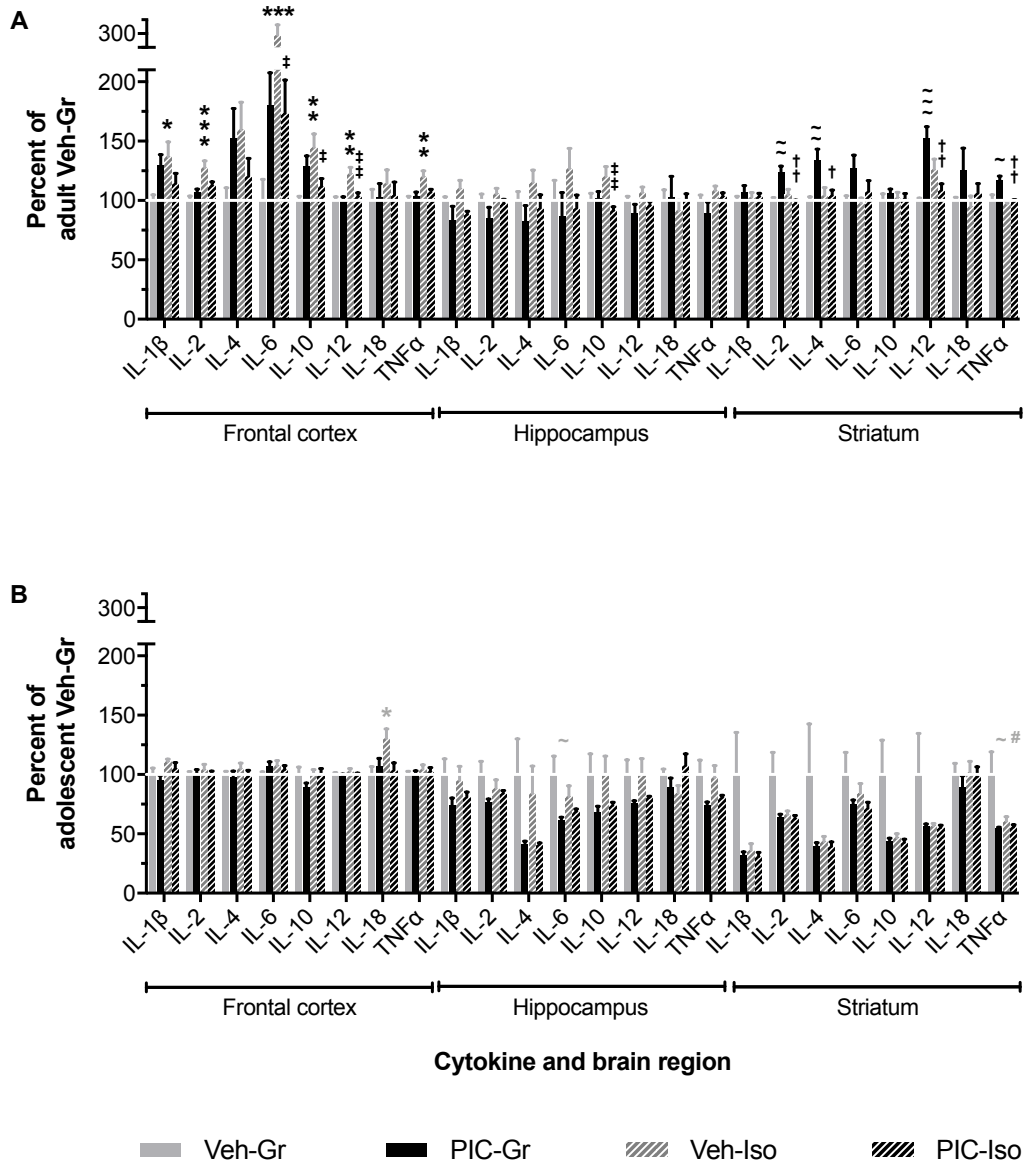 A
Percent of
adult Veh-Gr
300
200
150
100
50
0
*
***
***
‡
**
‡
**
‡‡
**
‡‡
~~
††
~~
†
~~~
††
~
††
IL-1β IL-2 IL-4 IL-6 IL-10 IL-12 IL-18 TNFα IL-1β IL-2 IL-4 IL-6 IL-10 IL-12 IL-18 TNFα IL-1β IL-2 IL-4 IL-6 IL-10 IL-12 IL-18 TNFα
Frontal cortex Hippocampus Striatum
B
Percent of
adolescent Veh-Gr
300
200
150
100
50
0
*
~
~ #
IL-1β IL-2 IL-4 IL-6 IL-10 IL-12 IL-18 TNFα IL-1β IL-2 IL-4 IL-6 IL-10 IL-12 IL-18 TNFα IL-1β IL-2 IL-4 IL-6 IL-10 IL-12 IL-18 TNFα
Frontal cortex Hippocampus Striatum
Cytokine and brain region
Veh-Gr PIC-Gr Veh-Iso PIC-Iso